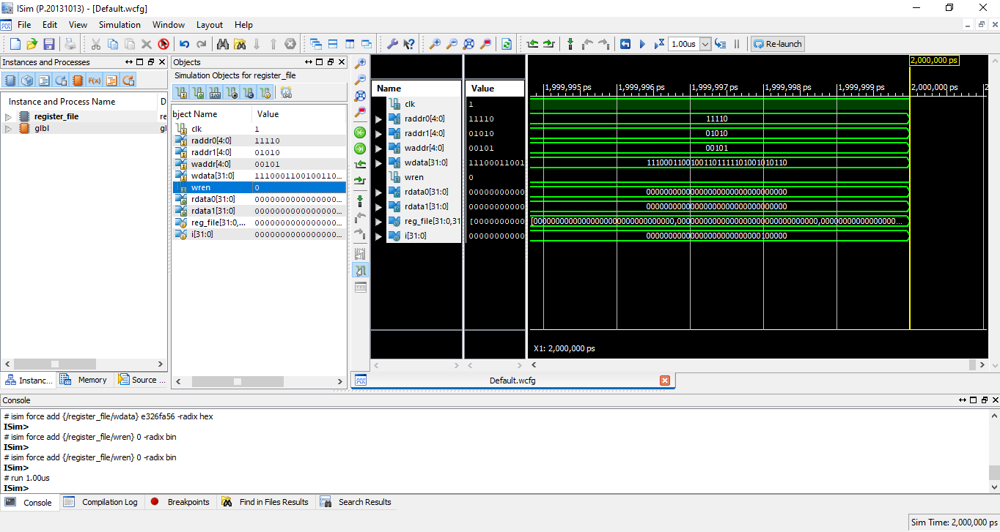 ISim (P.20131013) - [Default.wcfg]
File Edit View Simulation Window Layout Help
1.00us Re-launch
Instances and Processes
Instance and Process Name D
register_file re
glbl gl
Instanc... Memory Source ...
Objects
Simulation Objects for register_file
bject Name Value
clk 1
raddr0[4:0] 11110
raddr1[4:0] 01010
waddr[4:0] 00101
wdata[31:0] 1110001100100110...
wren 0
rdata0[31:0] 0000000000000000...
rdata1[31:0] 0000000000000000...
reg_file[31:0,... 0000000000000000...
i[31:0] 0000000000000000...
Name Value
clk 1
raddr0[4:0] 11110
raddr1[4:0] 01010
waddr[4:0] 00101
wdata[31:0] 11100011001
wren 0
rdata0[31:0] 00000000000
rdata1[31:0] 00000000000
reg_file[31:0,31 [0000000000
i[31:0] 00000000000
2,000,000 ps
1,999,995 ps 1,999,996 ps 1,999,997 ps 1,999,998 ps 1,999,999 ps 2,000,000 ps 2
11110
01010
00101
11100011001001101111101001010110
00000000000000000000000000000000
00000000000000000000000000000000
[00000000000000000000000000000000,00000000000000000000000000000000,00000000000000000...
00000000000000000000000000100000
X1: 2,000,000 ps
Default.wcfg
Console
# isim force add {/register_file/wdata} e326fa56 -radix hex
ISim>
# isim force add {/register_file/wren} 0 -radix bin
ISim>
# isim force add {/register_file/wren} 0 -radix bin
ISim>
# run 1.00us
ISim>
Console Compilation Log Breakpoints Find in Files Results Search Results
Sim Time: 2,000,000 ps